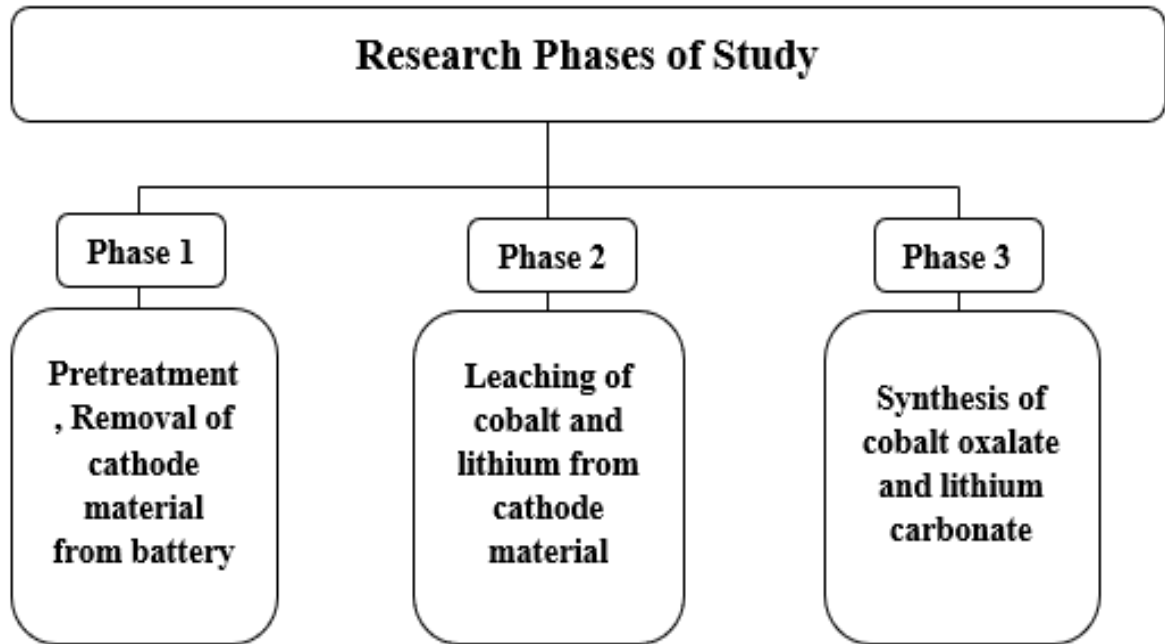 Research Phases of Study
Phase 1
Phase 2
Phase 3
Pretreatment
, Removal of
cathode
material
from battery
Leaching of
cobalt and
lithium from
cathode
material
Synthesis of
cobalt oxalate
and lithium
carbonate